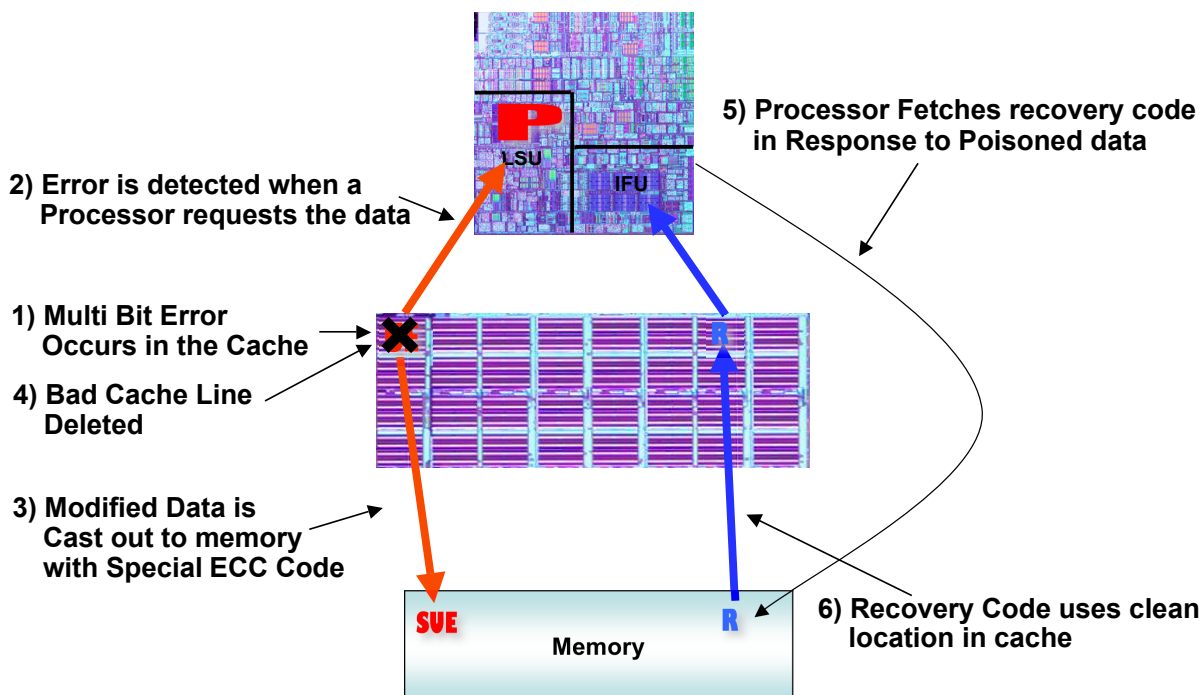 P
LSU
IFU
5) Processor Fetches recovery code
in Response to Poisoned data
2) Error is detected when a
Processor requests the data
1) Multi Bit Error
Occurs in the Cache
R
4) Bad Cache Line
Deleted
3) Modified Data is
Cast out to memory
with Special ECC Code
6) Recovery Code uses clean
location in cache
SUE
R
Memory